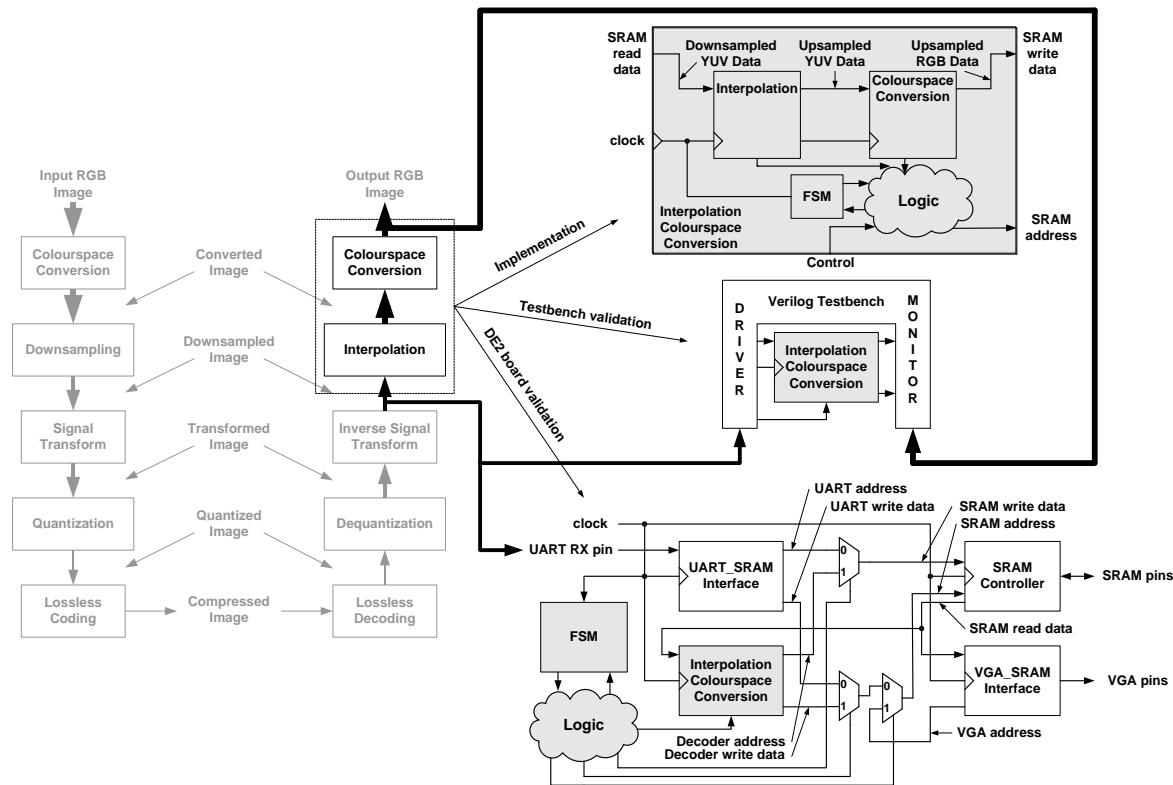 SRAM
read
data
Downsampled
YUV Data
Upsampled
YUV Data
Upsampled
RGB Data
SRAM
write
data
Interpolation
Colourspace
Conversion
clock
FSM
Logic
Interpolation
Colourspace
Conversion
SRAM
address
Control
Input RGB
Image
Output RGB
Image
Colourspace
Conversion
Converted
Image
Colourspace
Conversion
Downsampling
Downsampled
Image
Interpolation
Signal
Transform
Transformed
Image
Inverse Signal
Transform
Quantization
Quantized
Image
Dequantization
Lossless
Coding
Compressed
Image
Lossless
Decoding
Implementation
Testbench validation
DE2 board validation
Verilog Testbench
D
R
I
V
E
R
Interpolation
Colourspace
Conversion
M
O
N
I
T
O
R
UART address
UART write data
SRAM write data
SRAM address
clock
UART RX pin
UART_SRAM
Interface
0
1
SRAM
Controller
SRAM pins
SRAM read data
FSM
Interpolation
Colourspace
Conversion
0
1
0
1
VGA_SRAM
Interface
VGA pins
Logic
Decoder address
Decoder write data
VGA address